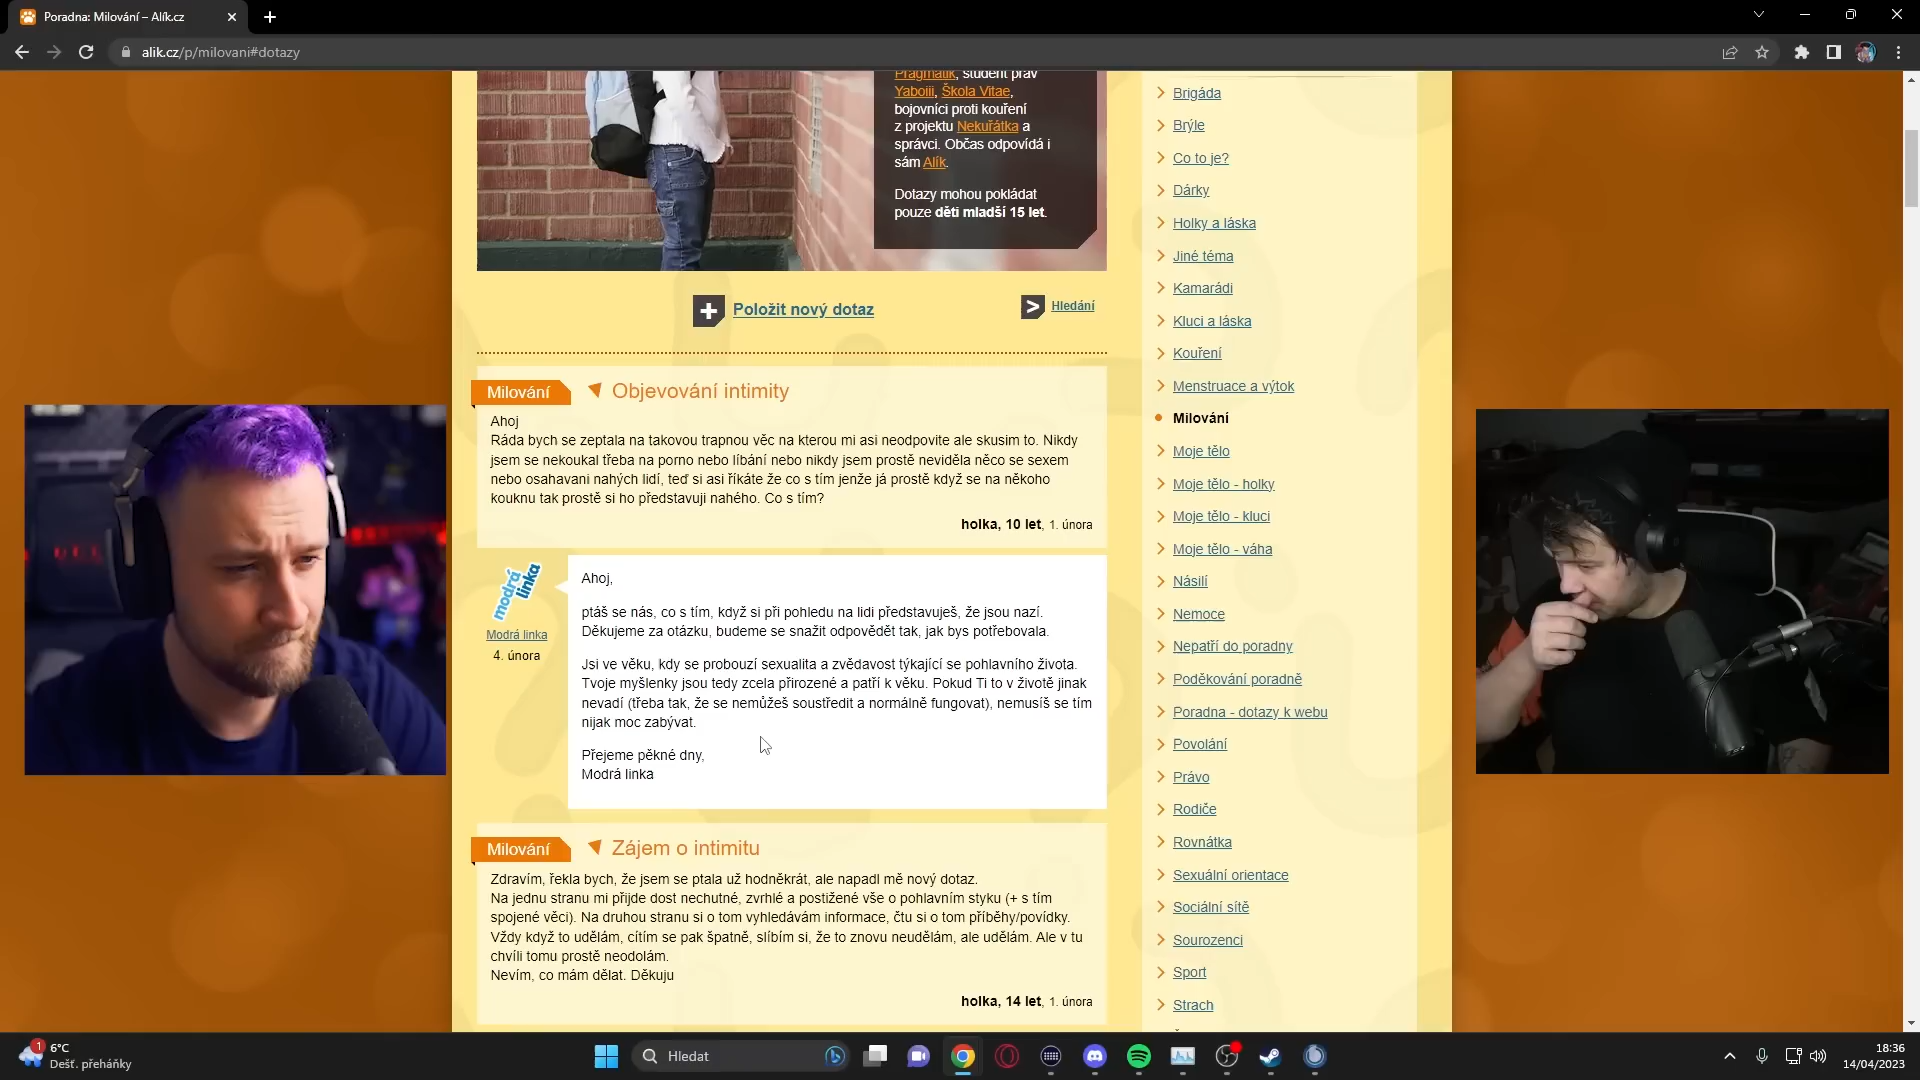 Poradna: Milování – Alík.cz
alik.cz/p/milovani#dotazy
Pragmatik, student práv
Yaboiii, Škola Vitae,
bojovníci proti kouření
z projektu Nekuřátka a
správci. Občas odpovídá i
sám Alík.
Dotazy mohou pokládat
pouze děti mladší 15 let.
Položit nový dotaz
Hledání
Milování
Objevování intimity
Ahoj
Ráda bych se zeptala na takovou trapnou věc na kterou mi asi neodpovite ale skusim to. Nikdy
jsem se nekoukal třeba na porno nebo líbání nebo nikdy jsem prostě neviděla něco se sexem
nebo osahavani nahých lidí, teď si asi říkáte že co s tím jenže já prostě když se na někoho
kouknu tak prostě si ho představuji nahého. Co s tím?
holka, 10 let, 1. února
modrá
linka
Modrá linka
4. února
Ahoj,
ptáš se nás, co s tím, když si při pohledu na lidi představuješ, že jsou nazí.
Děkujeme za otázku, budeme se snažit odpovědět tak, jak bys potřebovala.
Jsi ve věku, kdy se probouzí sexualita a zvědavost týkající se pohlavního života.
Tvoje myšlenky jsou tedy zcela přirozené a patří k věku. Pokud Ti to v životě jinak
nevadí (třeba tak, že se nemůžeš soustředit a normálně fungovat), nemusíš se tím
nijak moc zabývat.
Přejeme pěkné dny,
Modrá linka
Milování
Zájem o intimitu
Zdravím, řekla bych, že jsem se ptala už hodněkrát, ale napadl mě nový dotaz.
Na jednu stranu mi přijde dost nechutné, zvrhlé a postižené vše o pohlavním styku (+ s tím
spojené věci). Na druhou stranu si o tom vyhledávám informace, čtu si o tom příběhy/povídky.
Vždy když to udělám, cítím se pak špatně, slíbím si, že to znovu neudělám, ale udělám. Ale v tu
chvíli tomu prostě neodolám.
Nevím, co mám dělat. Děkuju
holka, 14 let, 1. února
Brigáda
Brýle
Co to je?
Dárky
Holky a láska
Jiné téma
Kamarádi
Kluci a láska
Kouření
Menstruace a výtok
Milování
Moje tělo
Moje tělo - holky
Moje tělo - kluci
Moje tělo - váha
Násilí
Nemoce
Nepatří do poradny
Poděkování poradně
Poradna - dotazy k webu
Povolání
Právo
Rodiče
Rovnátka
Sexuální orientace
Sociální sítě
Sourozenci
Sport
Strach
1
6°C
Dešť. přeháňky
Hledat
18:36
14/04/2023